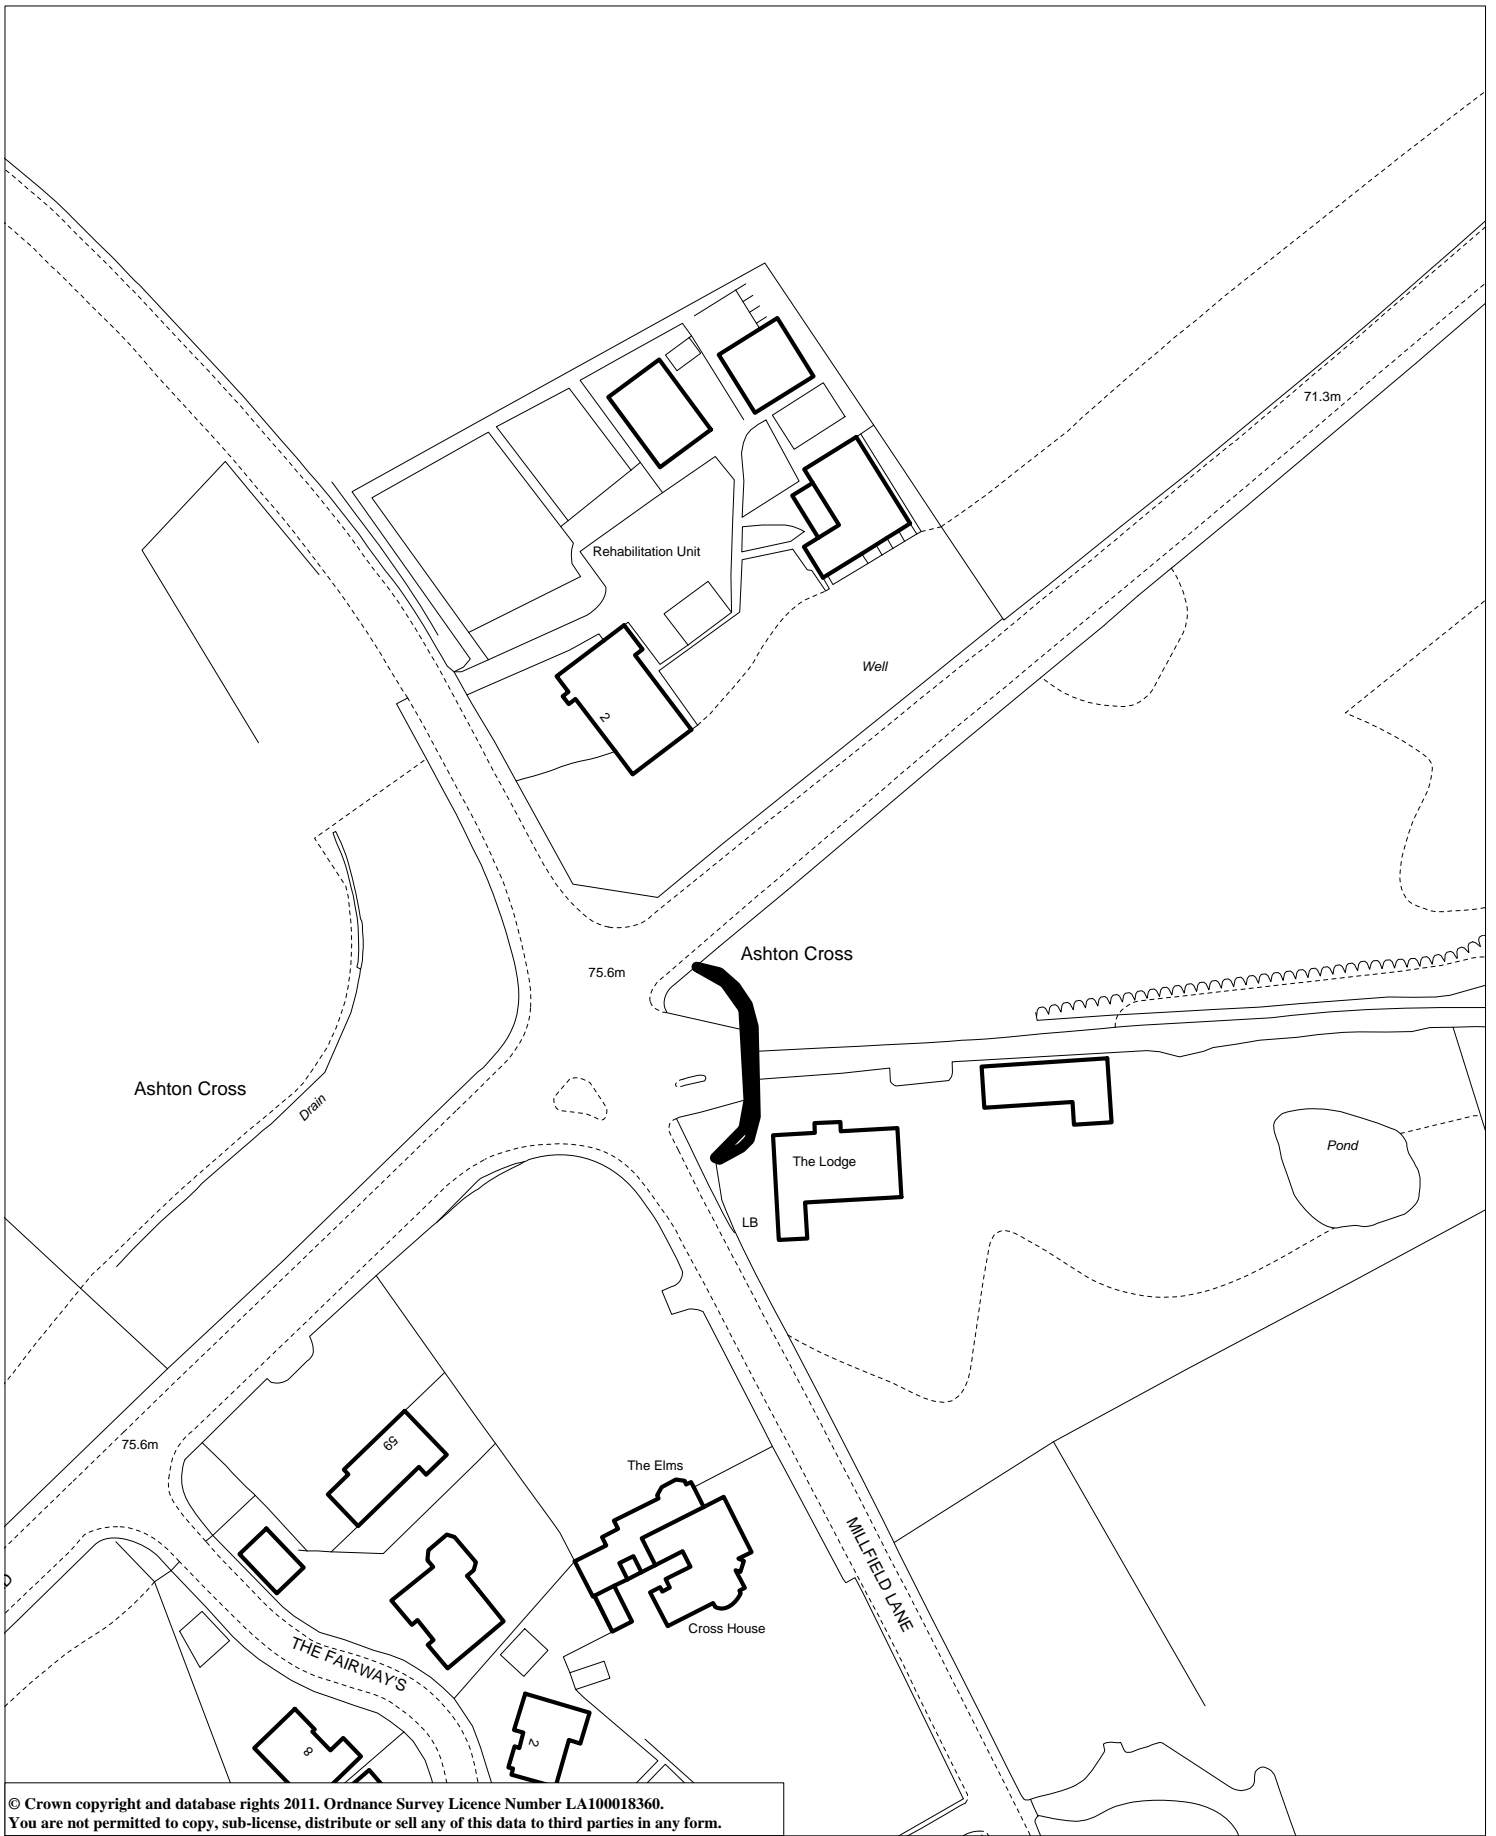 71.3m
Rehabilitation Unit
Well
2
Ashton Cross
75.6m
Ashton Cross
Drain
Pond
The Lodge
LB
59
75.6m
The Elms
MILLFIELD LANE
Cross House
THE FAIRWAY'S
2
8
© Crown copyright and database rights 2011. Ordnance Survey Licence Number LA100018360.
You are not permitted to copy, sub-license, distribute or sell any of this data to third parties in any form.